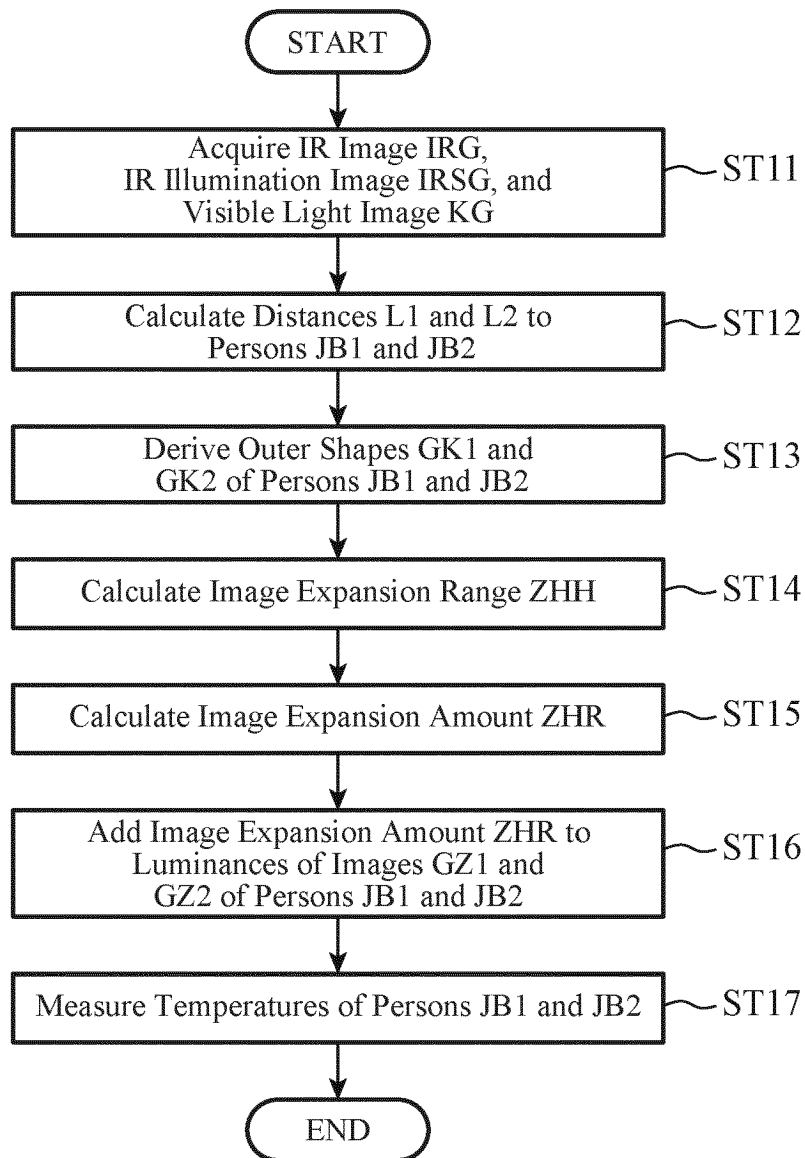 START
Acquire IR Image IRG,
IR Illumination Image IRSG, and
Visible Light Image KG
ST11
Calculate Distances L1 and L2 to
Persons JB1 and JB2
ST12
Derive Outer Shapes GK1 and
GK2 of Persons JB1 and JB2
ST13
Calculate Image Expansion Range ZHH
ST14
Calculate Image Expansion Amount ZHR
ST15
Add Image Expansion Amount ZHR to
Luminances of Images GZ1 and
GZ2 of Persons JB1 and JB2
ST16
Measure Temperatures of Persons JB1 and JB2
ST17
END